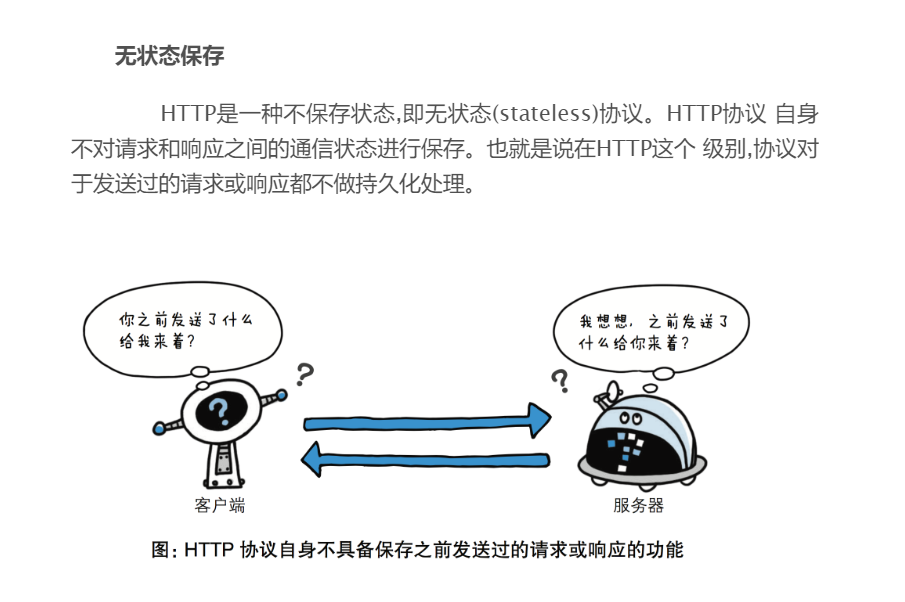 无状态保存
HTTP是一种不保存状态,即无状态(stateless)协议。HTTP协议 自身
不对请求和响应之间的通信状态进行保存。也就是说在HTTP这个 级别,协议对
于发送过的请求或响应都不做持久化处理。
你之前发送了什么
给我来着?
我想想,之前发送了
什么给你来着?
?
?
?
客户端
服务器
图: HTTP 协议自身不具备保存之前发送过的请求或响应的功能